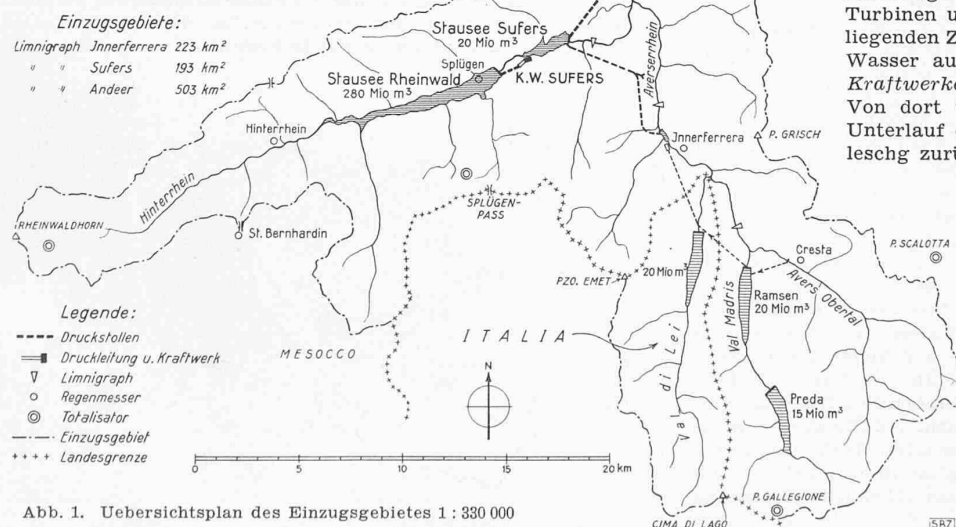 Einzugsgebiete:
Limnigraph Jnnerferrera 223 km²
" " Sufers 193 km²
" " Andeer 503 km²
Stausee Sufers
20 Mio m³
Splügen
Stausee Rheinwald
280 Mio m³
K.W. SUFERS
Averserrhein
Turbinen u
liegenden Z
Wasser au
Kraftwerke
Von dort
Unterlauf
leschg zurü
Hinterrhein
Hinterrhein
Jnnerferrera
P. GRISCH
RHEINWALDHORN
St. Bernhardin
SPLÜGEN-
PASS
Cresta
P. SCALOTTA
PZO. EMET
20 Mio m³
Ramsen
20 Mio m³
Avers Obertal
Val Madris
Val di Lei
ITALIA
MESOCCO
Preda
15 Mio m³
Legende:
Druckstollen
Druckleitung u. Kraftwerk
Limnigraph
Regenmesser
Totalisator
Einzugsgebiet
Landesgrenze
N
0 5 10 15 20 km
P. GALLEGIONE
CIMA DI LAGO
SBZ
Abb. 1. Uebersichtsplan des Einzugsgebietes 1 : 330 000